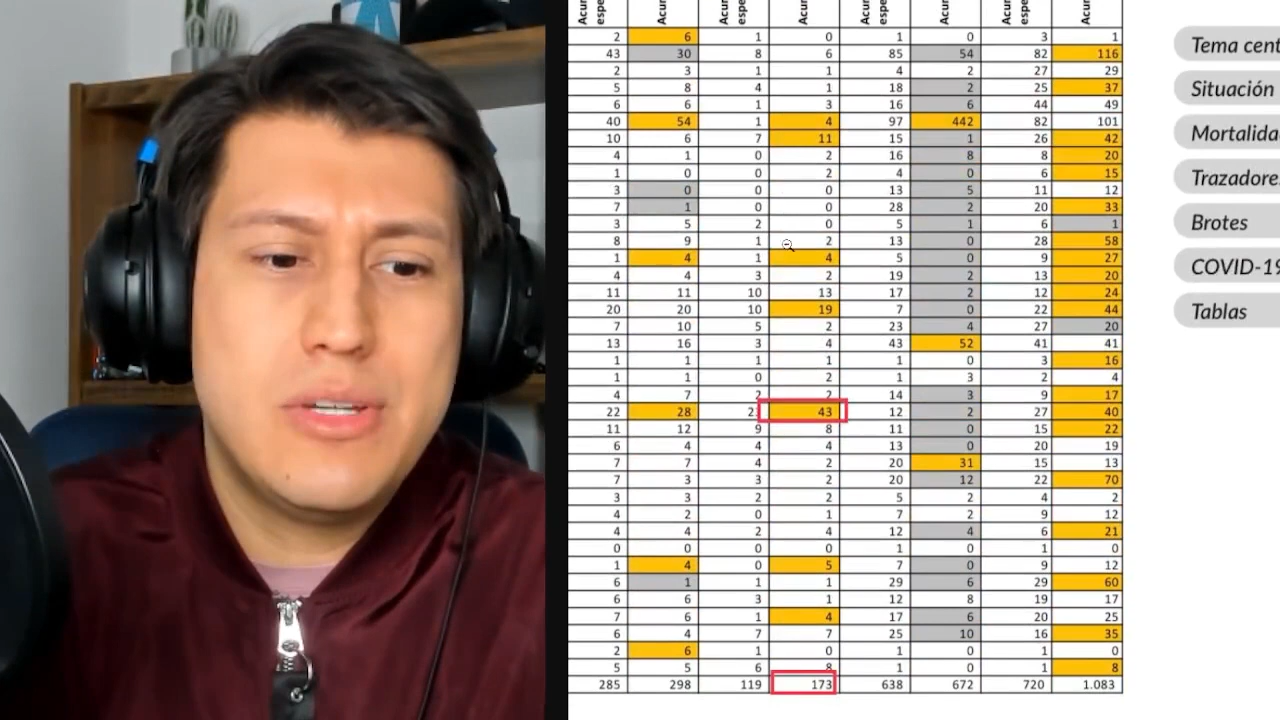 Acum espe Acum Acum espe Acum Acum espe Acum Acum espe Acum
2 6 1 0 1 0 3 1
43 30 8 6 85 54 82 116
2 3 1 1 4 2 27 29
5 8 4 1 18 2 25 37
6 6 1 3 16 6 44 49
40 54 1 4 97 442 82 101
10 6 7 11 15 1 26 42
4 1 0 2 16 8 8 20
1 0 0 2 4 0 6 15
3 0 0 0 13 5 11 12
7 1 0 0 28 2 20 33
3 5 2 0 5 1 6 1
8 9 1 2 13 0 28 58
1 4 1 4 5 0 9 27
4 4 3 2 19 2 13 20
11 11 10 13 17 2 12 24
20 20 10 19 7 0 22 44
7 10 5 2 23 4 27 20
13 16 3 4 43 52 41 41
1 1 1 1 1 0 3 16
1 1 0 2 1 3 2 4
4 7 2 2 14 3 9 17
22 28 43 12 2 27 40
11 12 9 8 11 0 15 22
6 4 4 4 13 0 20 19
7 7 4 2 20 31 15 13
7 3 3 2 20 12 22 70
3 3 2 2 5 2 4 2
4 2 0 1 7 2 9 12
4 4 2 4 12 4 6 21
0 0 0 0 1 0 1 0
1 4 0 5 7 0 9 12
6 1 1 1 29 6 29 60
6 6 3 1 12 8 19 17
7 6 1 4 17 6 20 25
6 4 7 7 25 10 16 35
2 6 1 0 1 0 1 0
5 5 6 8 1 0 1 8
285 298 119 173 638 672 720 1.083
Tema cent
Situación
Mortalida
Trazadore
Brotes
COVID-19
Tablas